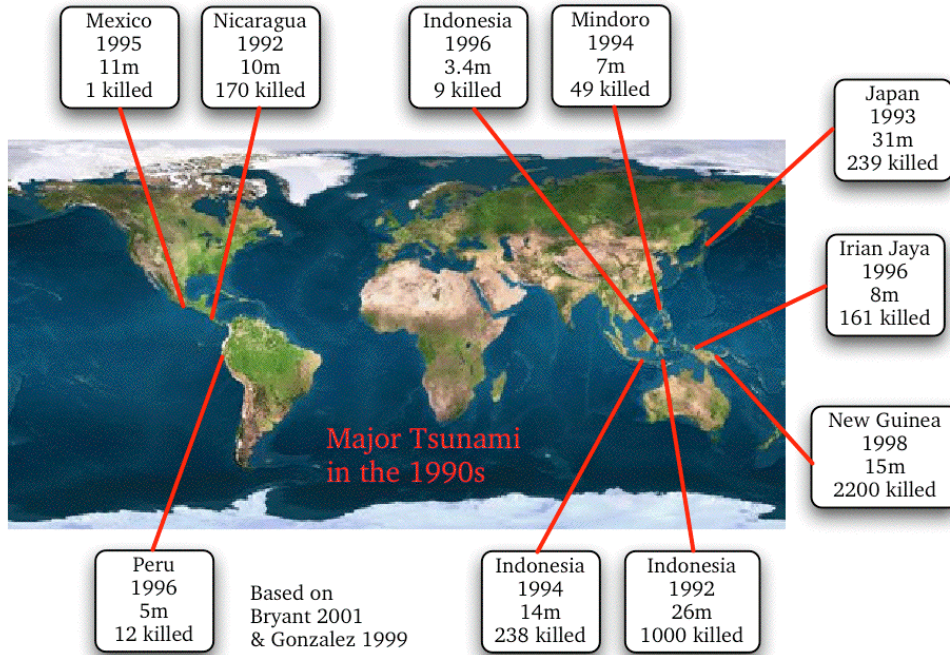 Mexico
1995
11m
1 killed
Nicaragua
1992
10m
170 killed
Indonesia
1996
3.4m
9 killed
Mindoro
1994
7m
49 killed
Japan
1993
31m
239 killed
Irian Jaya
1996
8m
161 killed
New Guinea
1998
15m
2200 killed
Major Tsunami
in the 1990s
Peru
1996
5m
12 killed
Based on
Bryant 2001
& Gonzalez 1999
Indonesia
1994
14m
238 killed
Indonesia
1992
26m
1000 killed